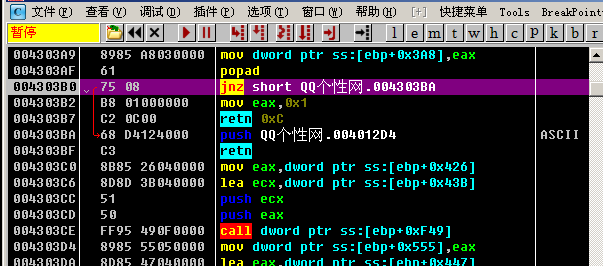 C 文件(F) 查看(V) 调试(D) 插件(P) 选项(T) 窗口(W) 帮助(H) [+] 快捷菜单 Tools BreakPoint
暂停 l e m t w h c p k b r
004303A9 8985 A8030000 mov dword ptr ss:[ebp+0x3A8],eax
004303AF 61 popad
004303B0 75 08 jnz short QQ个性网.004303BA
004303B2 B8 01000000 mov eax,0x1
004303B7 C2 0C00 retn 0xC
004303BA 68 D4124000 push QQ个性网.004012D4 ASCII
004303BF C3 retn
004303C0 8B85 26040000 mov eax,dword ptr ss:[ebp+0x426]
004303C6 8D8D 3B040000 lea ecx,dword ptr ss:[ebp+0x43B]
004303CC 51 push ecx
004303CD 50 push eax
004303CE FF95 490F0000 call dword ptr ss:[ebp+0xF49]
004303D4 8985 55050000 mov dword ptr ss:[ebp+0x555],eax
004303DA 8D85 47040000 lea eax,dword ptr ss:[ebp+0x447]